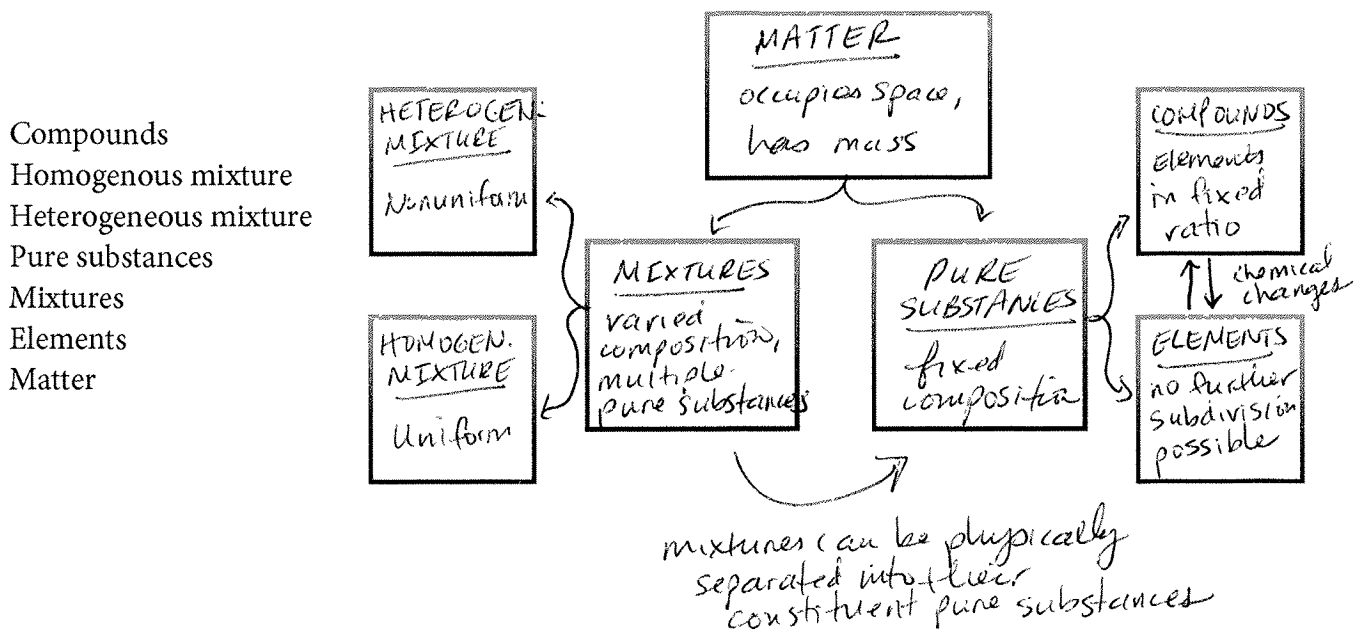 Compounds
Homogenous mixture
Heterogeneous mixture
Pure substances
Mixtures
Elements
Matter
MATTER
occupies space,
has mass
HETEROGEN.
MIXTURE
Nonuniform
HOMOGEN.
MIXTURE
Uniform
MIXTURES
varied
composition,
multiple
pure substances
PURE
SUBSTANCES
fixed
composition
COMPOUNDS
Elements
in fixed
ratio
chemical
changes
ELEMENTS
no further
subdivision
possible
mixtures can be physically
separated into their
constituent pure substances